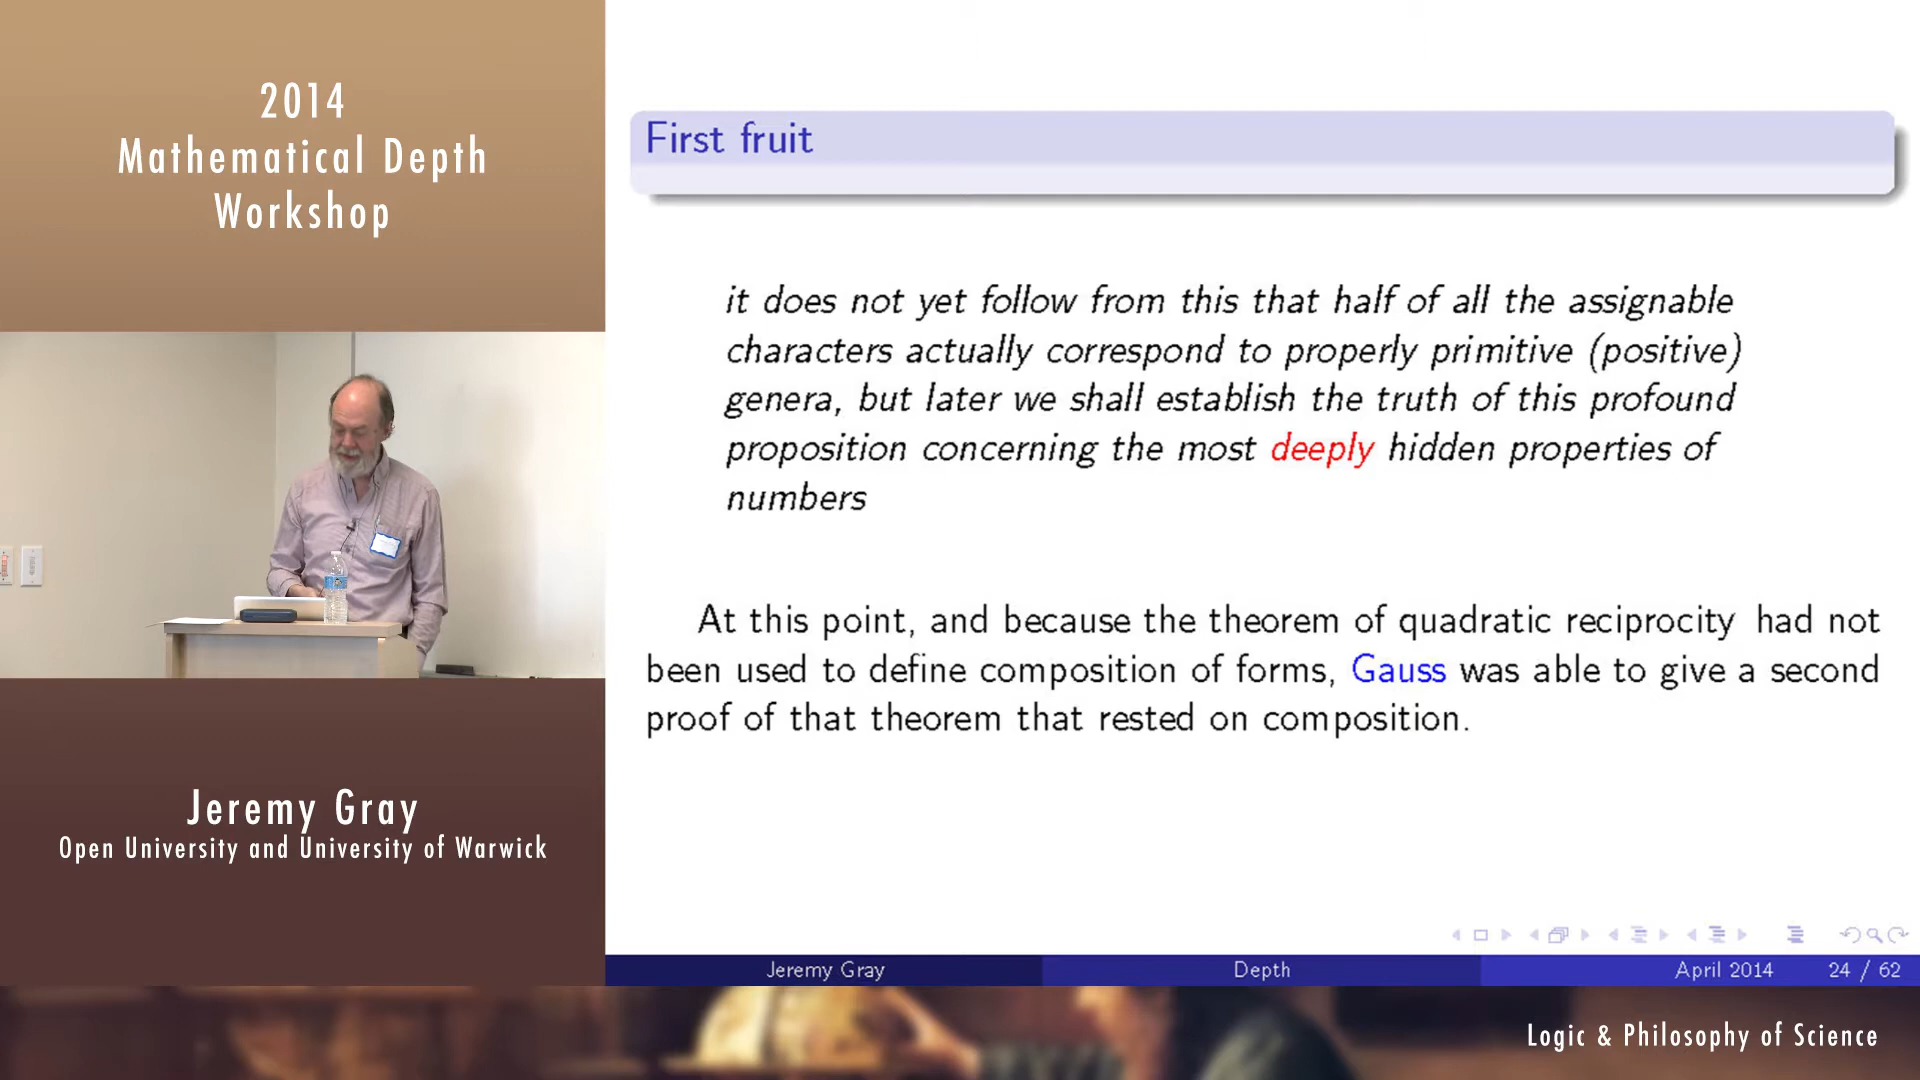 2014
Mathematical Depth
Workshop
Jeremy Gray
Open University and University of Warwick
First fruit
it does not yet follow from this that half of all the assignable
characters actually correspond to properly primitive (positive)
genera, but later we shall establish the truth of this profound
proposition concerning the most deeply hidden properties of
numbers
At this point, and because the theorem of quadratic reciprocity had not
been used to define composition of forms, Gauss was able to give a second
proof of that theorem that rested on composition.
Jeremy Gray Depth April 2014 24 / 62
Logic & Philosophy of Science